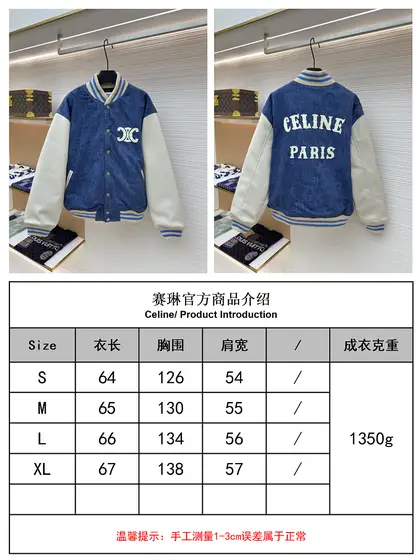 CELINE
PARIS
LOUIS VUITTON
赛琳官方商品介绍
Celine/ Product Introduction
Size 衣长 胸围 肩宽 / 成衣克重
S 64 126 54 /
M 65 130 55 /
L 66 134 56 /
XL 67 138 57 /
1350g
温馨提示：手工测量1-3cm误差属于正常